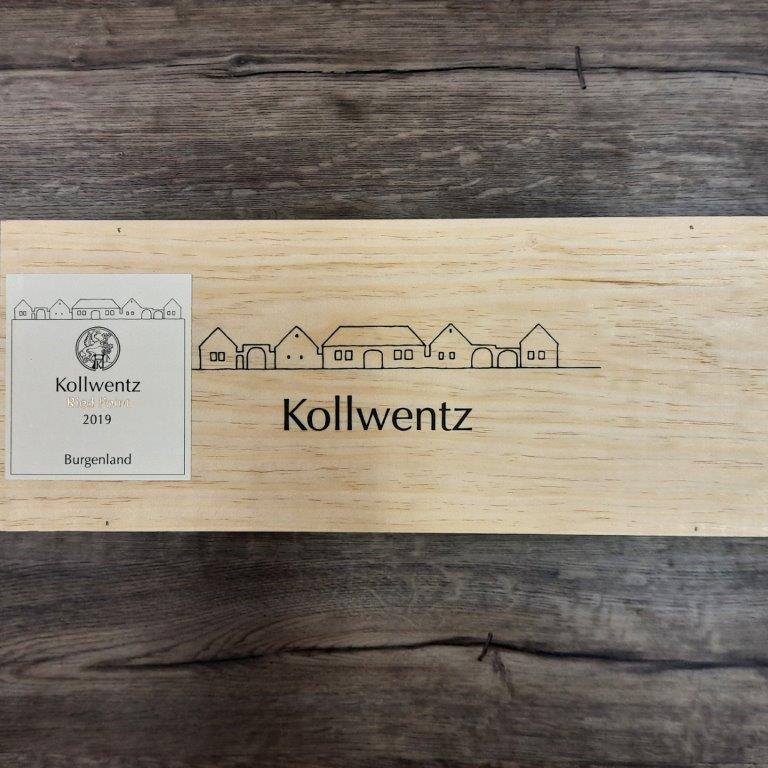 Kollwentz
Ried Point
2019
Burgenland
Kollwentz